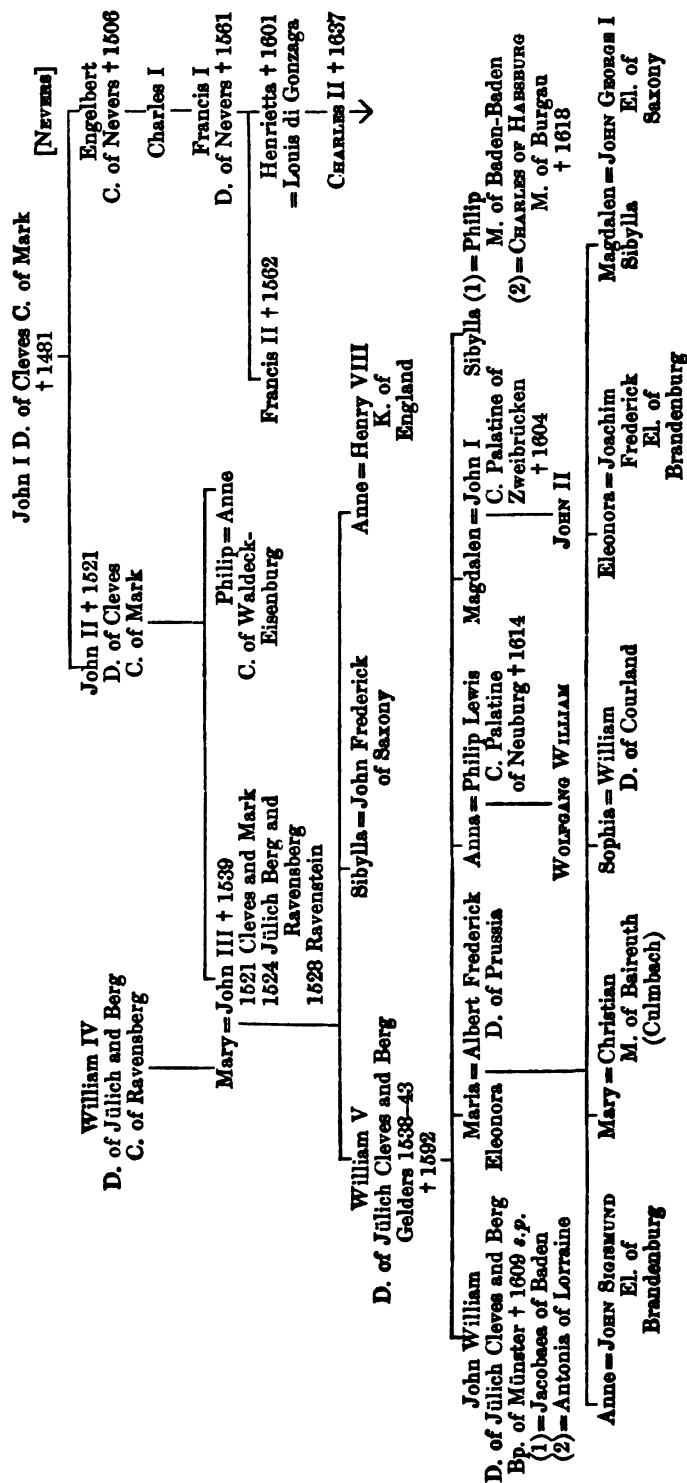 John I D. of Cleves C. of Mark
†1481
[NEVERS]
John II †1521
D. of Cleves
C. of Mark
Engelbert
C. of Nevers †1506
Charles I
Francis I
D. of Nevers †1561
William IV
D. of Jülich and Berg
C. of Ravensberg
Mary=John III †1539
1521 Cleves and Mark
1524 Jülich Berg and
Ravensberg
1528 Ravenstein
Philip=Anne
C. of Waldeck-
Eisenburg
Francis II †1562
Henrietta †1601
=Louis di Gonzaga
CHARLES II †1637
William V
D. of Jülich Cleves and Berg
Gelders 1538–43
†1592
Sibylla=John Frederick
of Saxony
Anne=Henry VIII
K. of
England
John William
D. of Jülich Cleves and Berg
Bp. of Münster †1609 s.p.
(1)=Jacobaea of Baden
(2)=Antonia of Lorraine
Maria=Albert Frederick
Eleonora D. of Prussia
Anna=Philip Lewis
C. Palatine
of Neuburg †1614
WOLFGANG WILLIAM
Magdalen=John I
C. Palatine of
Zweibrücken
†1604
JOHN II
Sibylla (1)=Philip
M. of Baden-Baden
(2)=CHARLES OF HABSBURG
M. of Burgau
†1618
Anne=JOHN SIGISMUND
El. of
Brandenburg
Mary=Christian
M. of Baireuth
(Culmbach)
Sophia=William
D. of Courland
Eleonora=Joachim
Frederick
El. of
Brandenburg
Magdalen=JOHN GEORGE I
Sibylla El. of
Saxony